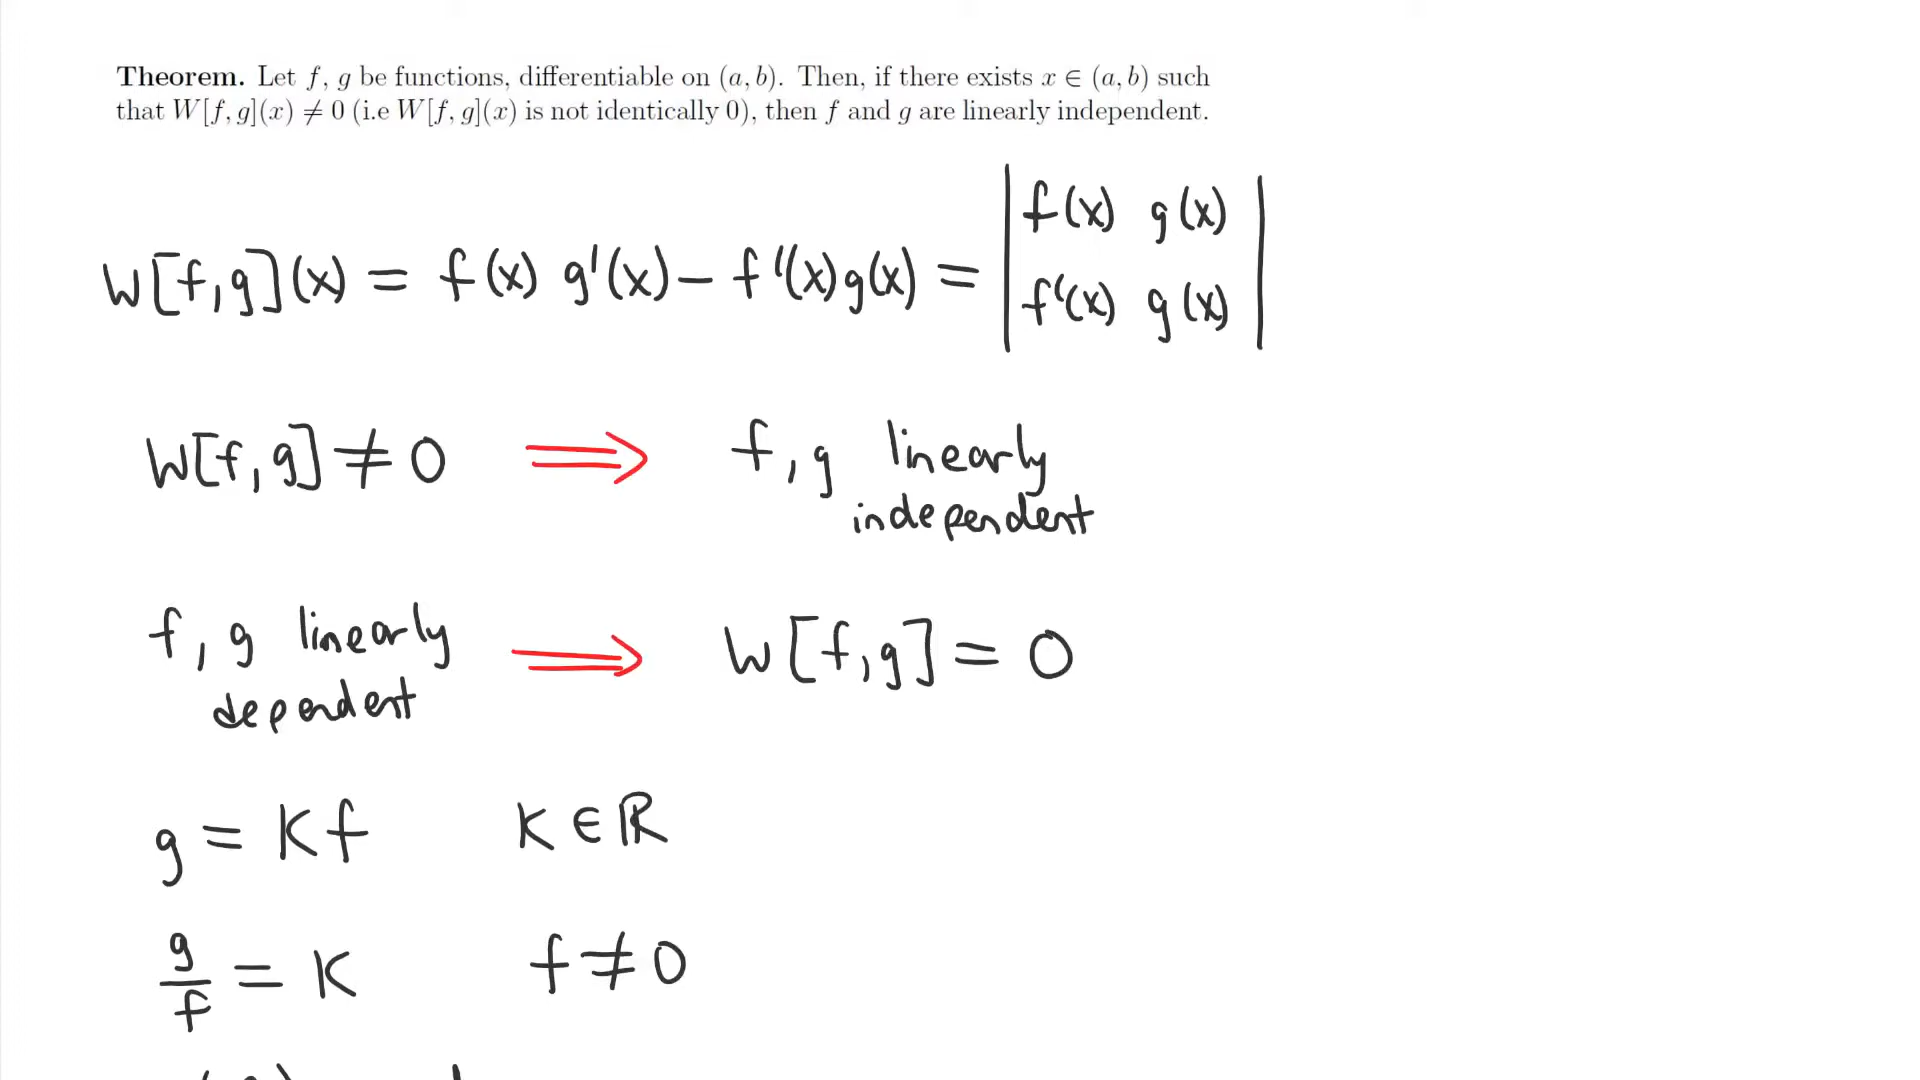 Theorem. Let f, g be functions, differentiable on (a, b). Then, if there exists x ∈ (a, b) such
that W[f, g](x) ≠ 0 (i.e W[f, g](x) is not identically 0), then f and g are linearly independent.
W[f,g](x) = f(x) g'(x) − f'(x)g(x) = | f(x) g(x) |
| f'(x) g(x) |
W[f,g] ≠ 0 ⟹ f, g linearly
independent
f, g linearly ⟹ W[f,g] = 0
dependent
g = Kf K ∈ ℝ
g/f = K f ≠ 0